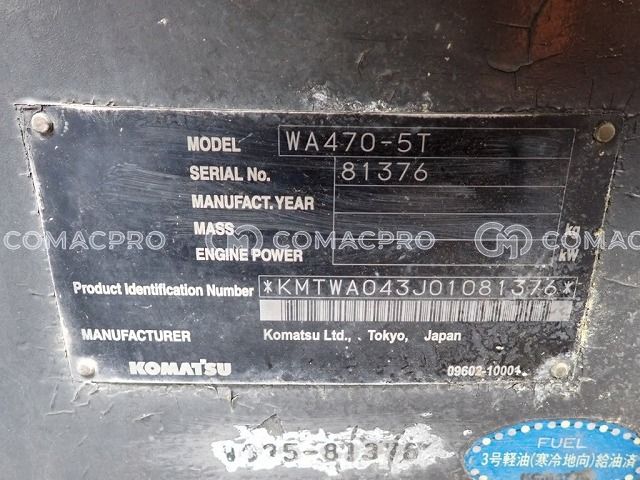 MODEL WA470-5T
SERIAL No. 81376
MANUFACT. YEAR
MASS kg
ENGINE POWER kW
COMACPRO COMACPRO COMACPRO
Product Identification Number *KMTWA043J01081376*
MANUFACTURER Komatsu Ltd., Tokyo, Japan
KOMATSU 09602-10004
FUEL
3号軽油(寒冷地向)給油済